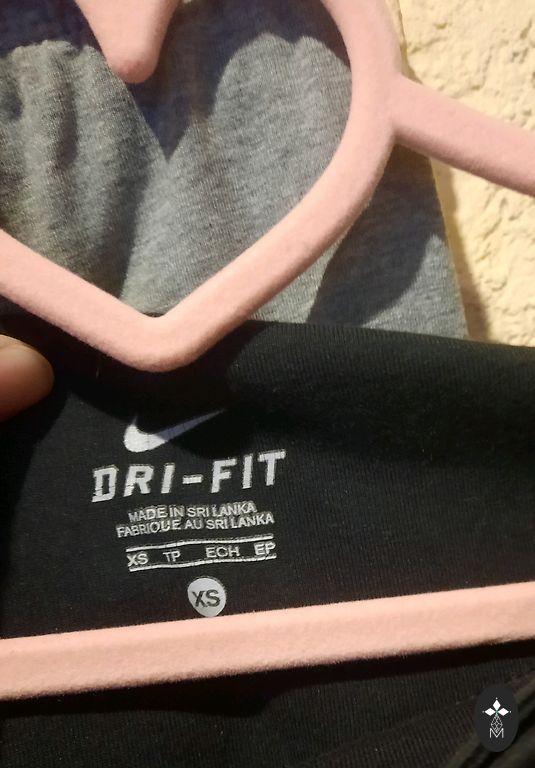 DRI-FIT
MADE IN SRI LANKA
FABRIQUE AU SRI LANKA
XS TP ECH EP
XS
M